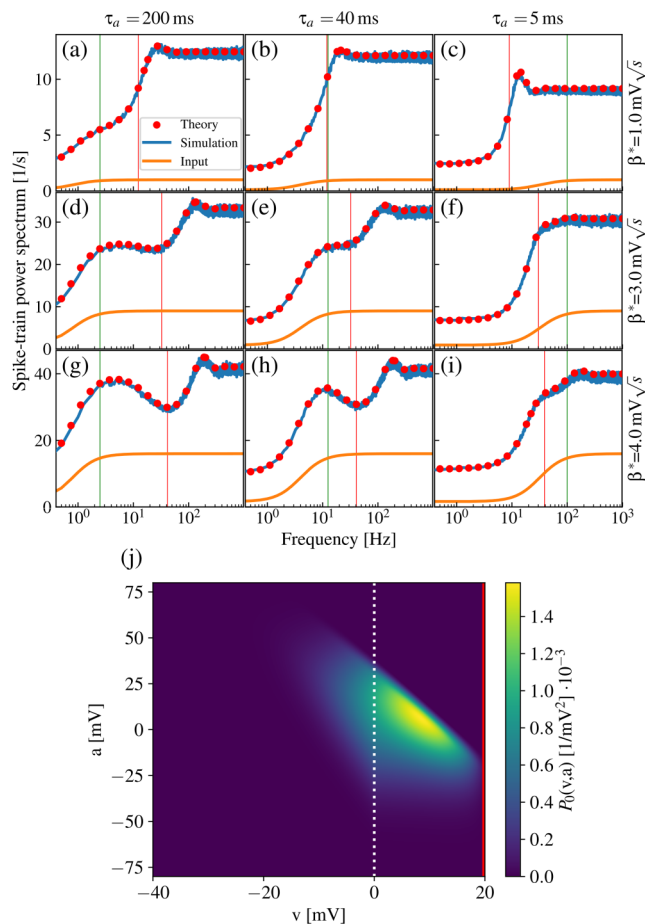 τₐ = 200 ms τₐ = 40 ms τₐ = 5 ms
(a) (b) (c)
10
5
0
Theory
Simulation
Input
β*=1.0 mV√s
(d) (e) (f)
30
20
10
0
β*=3.0 mV√s
(g) (h) (i)
40
20
0
β*=4.0 mV√s
Spike-train power spectrum [1/s]
10⁰ 10¹ 10² 10⁰ 10¹ 10² 10⁰ 10¹ 10² 10³
Frequency [Hz]
(j)
75
50
25
0
−25
−50
−75
a [mV]
−40 −20 0 20
v [mV]
1.4
1.2
1.0
0.8
0.6
0.4
0.2
0.0
P₀(v,a) [1/mV²] ·10⁻³